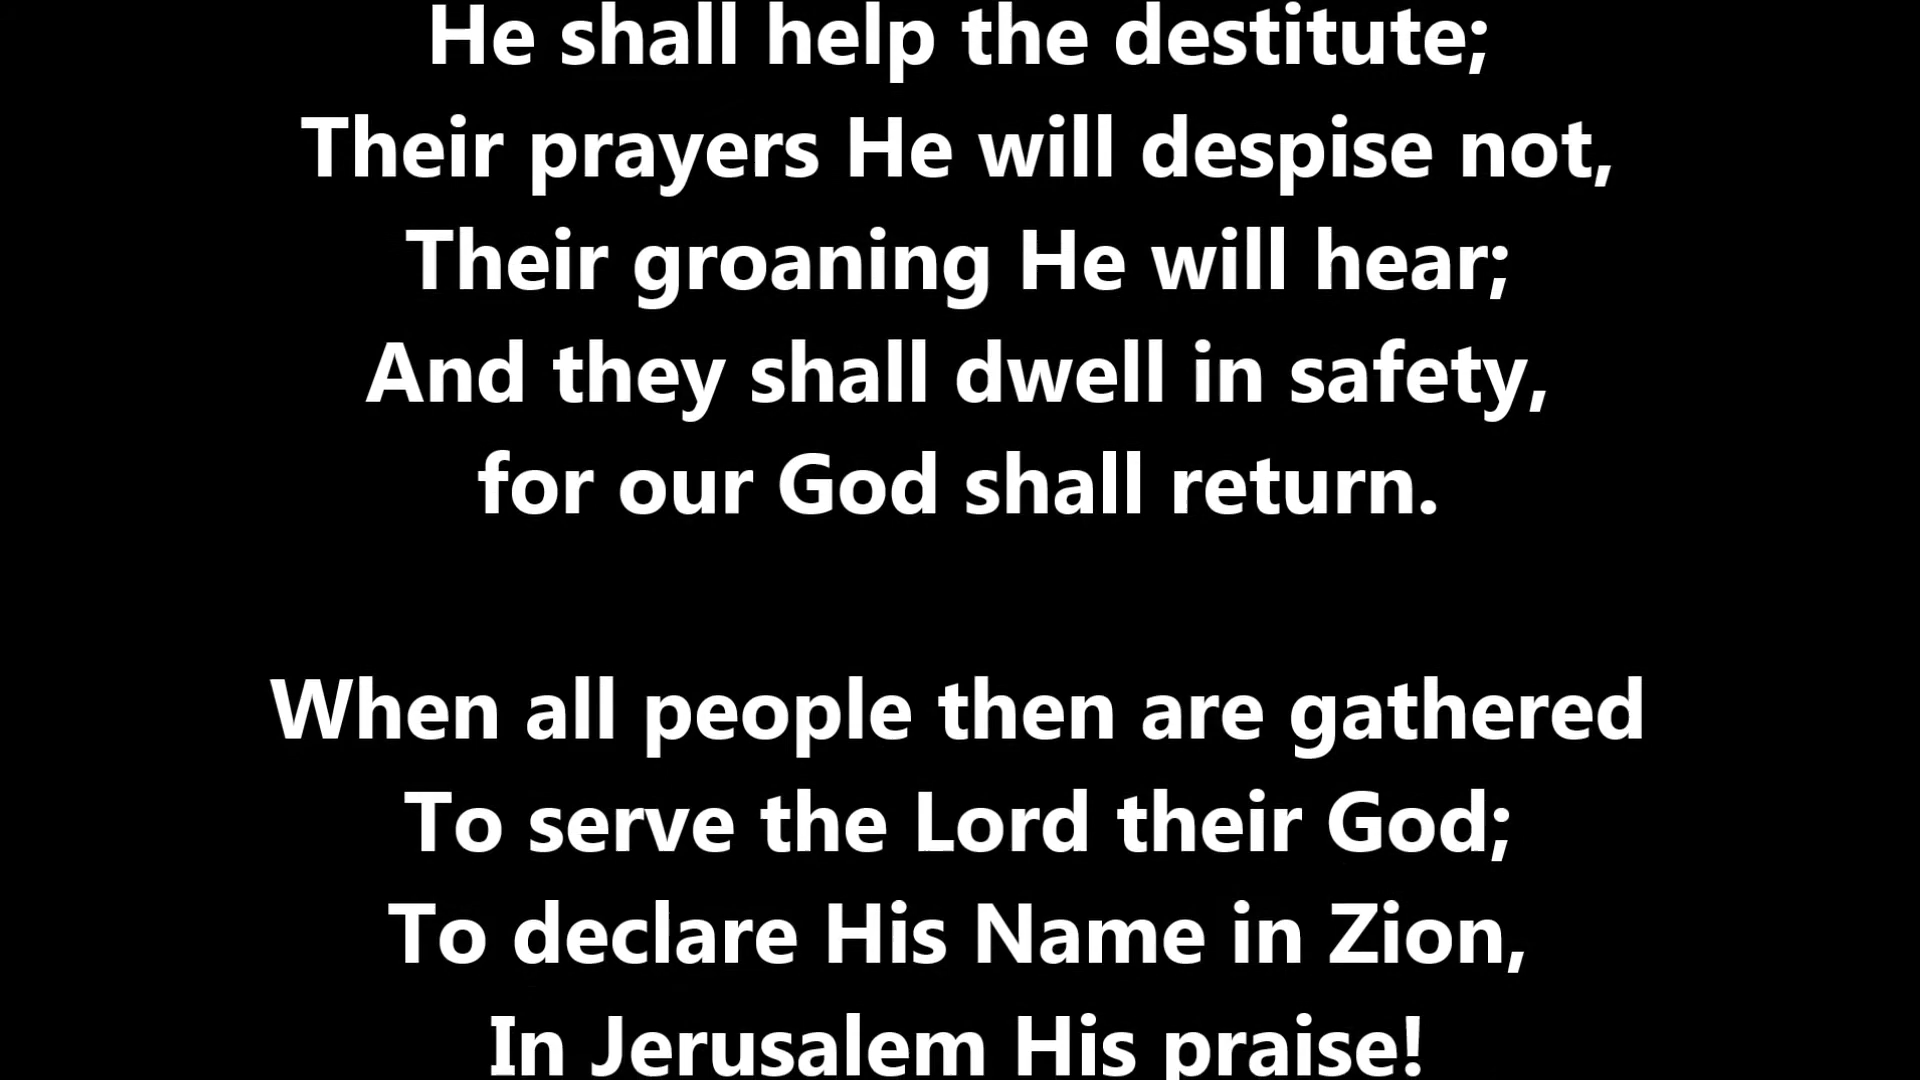 He shall help the destitute;
Their prayers He will despise not,
Their groaning He will hear;
And they shall dwell in safety,
for our God shall return.
When all people then are gathered
To serve the Lord their God;
To declare His Name in Zion,
In Jerusalem His praise!